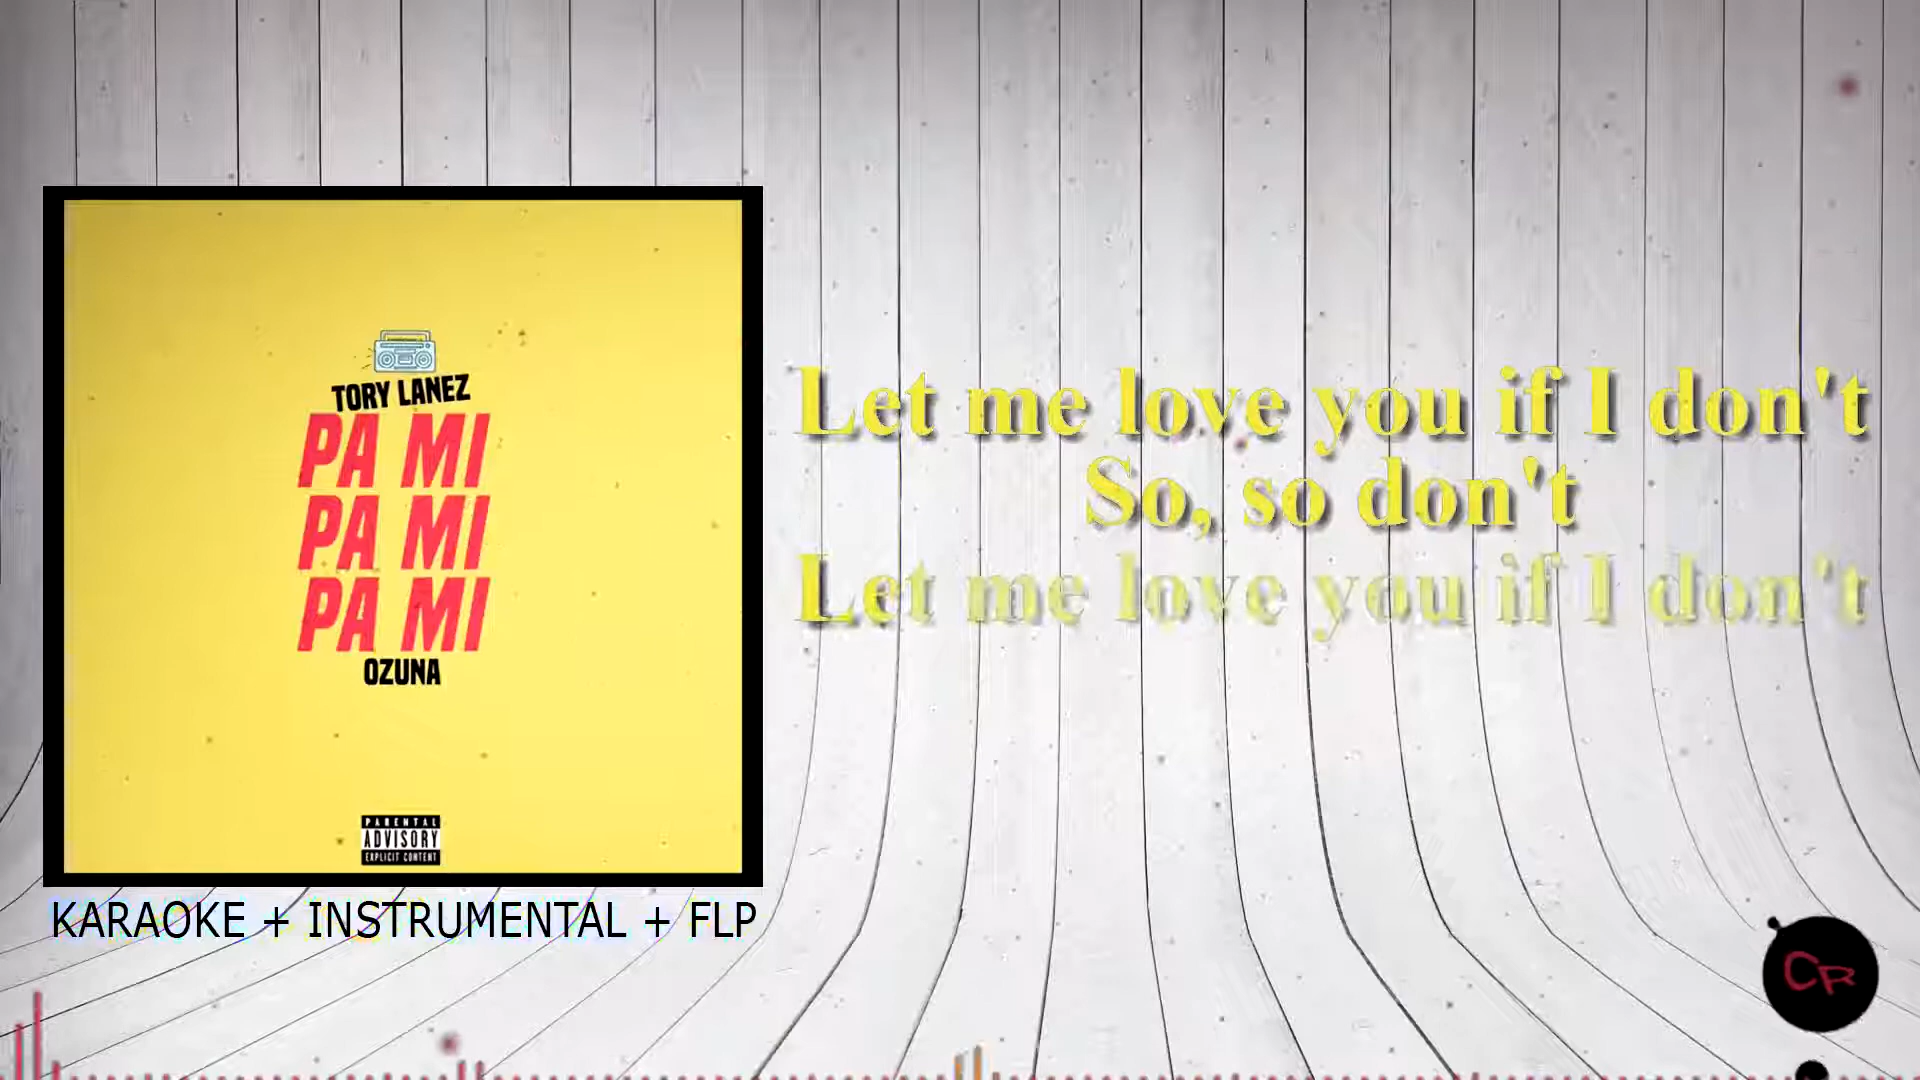 TORY LANEZ
PA MI
PA MI
PA MI
OZUNA
PARENTAL
ADVISORY
EXPLICIT CONTENT
KARAOKE + INSTRUMENTAL + FLP
Let me love you if I don't
So, so don't
Let me love you if I don't
CR